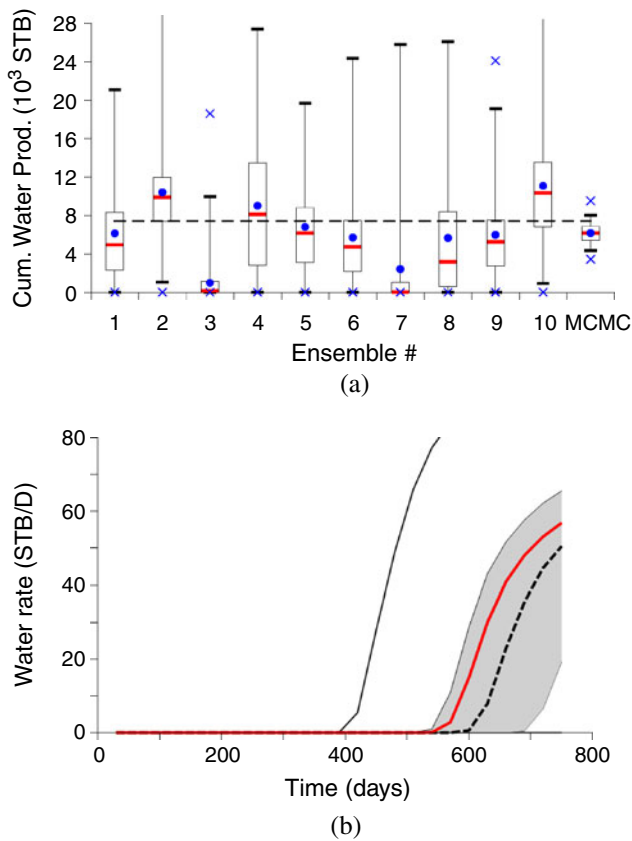 Cum. Water Prod. (10³ STB)
28
24
20
16
12
8
4
0
1 2 3 4 5 6 7 8 9 10 MCMC
Ensemble #
(a)
Water rate (STB/D)
80
60
40
20
0
0 200 400 600 800
Time (days)
(b)